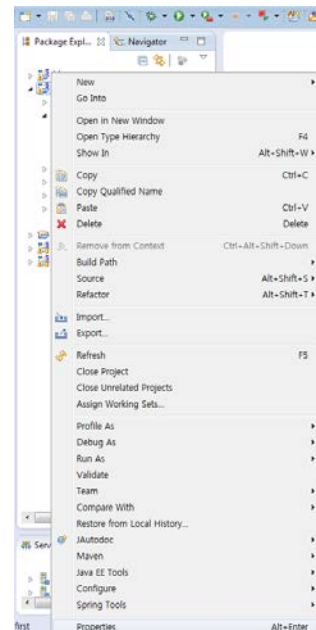 Package Expl...
Navigator
New
Go Into
Open in New Window
Open Type Hierarchy F4
Show In Alt+Shift+W
Copy Ctrl+C
Copy Qualified Name
Paste Ctrl+V
Delete Delete
Remove from Context Ctrl+Alt+Shift+Down
Build Path
Source Alt+Shift+S
Refactor Alt+Shift+T
Import...
Export...
Refresh F5
Close Project
Close Unrelated Projects
Assign Working Sets...
Profile As
Debug As
Run As
Validate
Team
Compare With
Restore from Local History...
JAutodoc
Maven
Java EE Tools
Configure
Spring Tools
Properties Alt+Enter
Serv
first